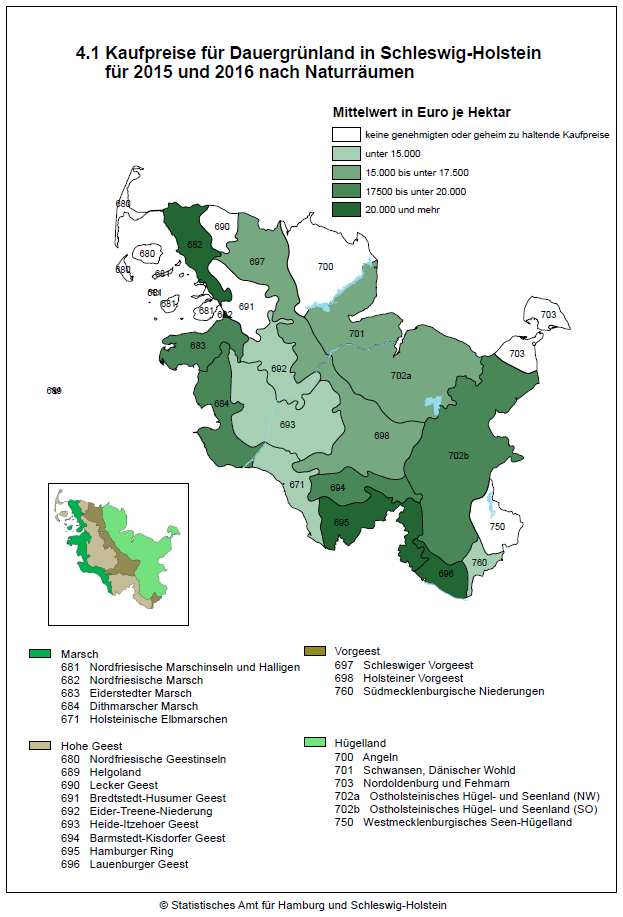 4.1 Kaufpreise für Dauergrünland in Schleswig-Holstein
für 2015 und 2016 nach Naturräumen
Mittelwert in Euro je Hektar
keine genehmigten oder geheim zu haltende Kaufpreise
unter 15.000
15.000 bis unter 17.500
17500 bis unter 20.000
20.000 und mehr
680
690
682
680
697
700
680
681
681
681
681
682
691
703
701
703
683
692
702a
689
684
693
698
702b
671
694
695
750
760
696
Marsch
681 Nordfriesische Marschinseln und Halligen
682 Nordfriesische Marsch
683 Eiderstedter Marsch
684 Dithmarscher Marsch
671 Holsteinische Elbmarschen
Hohe Geest
680 Nordfriesische Geestinseln
689 Helgoland
690 Lecker Geest
691 Bredtstedt-Husumer Geest
692 Eider-Treene-Niederung
693 Heide-Itzehoer Geest
694 Barmstedt-Kisdorfer Geest
695 Hamburger Ring
696 Lauenburger Geest
Vorgeest
697 Schleswiger Vorgeest
698 Holsteiner Vorgeest
760 Südmecklenburgische Niederungen
Hügelland
700 Angeln
701 Schwansen, Dänischer Wohld
703 Nordoldenburg und Fehmarn
702a Ostholsteinisches Hügel- und Seenland (NW)
702b Ostholsteinisches Hügel- und Seenland (SO)
750 Westmecklenburgisches Seen-Hügelland
© Statistisches Amt für Hamburg und Schleswig-Holstein